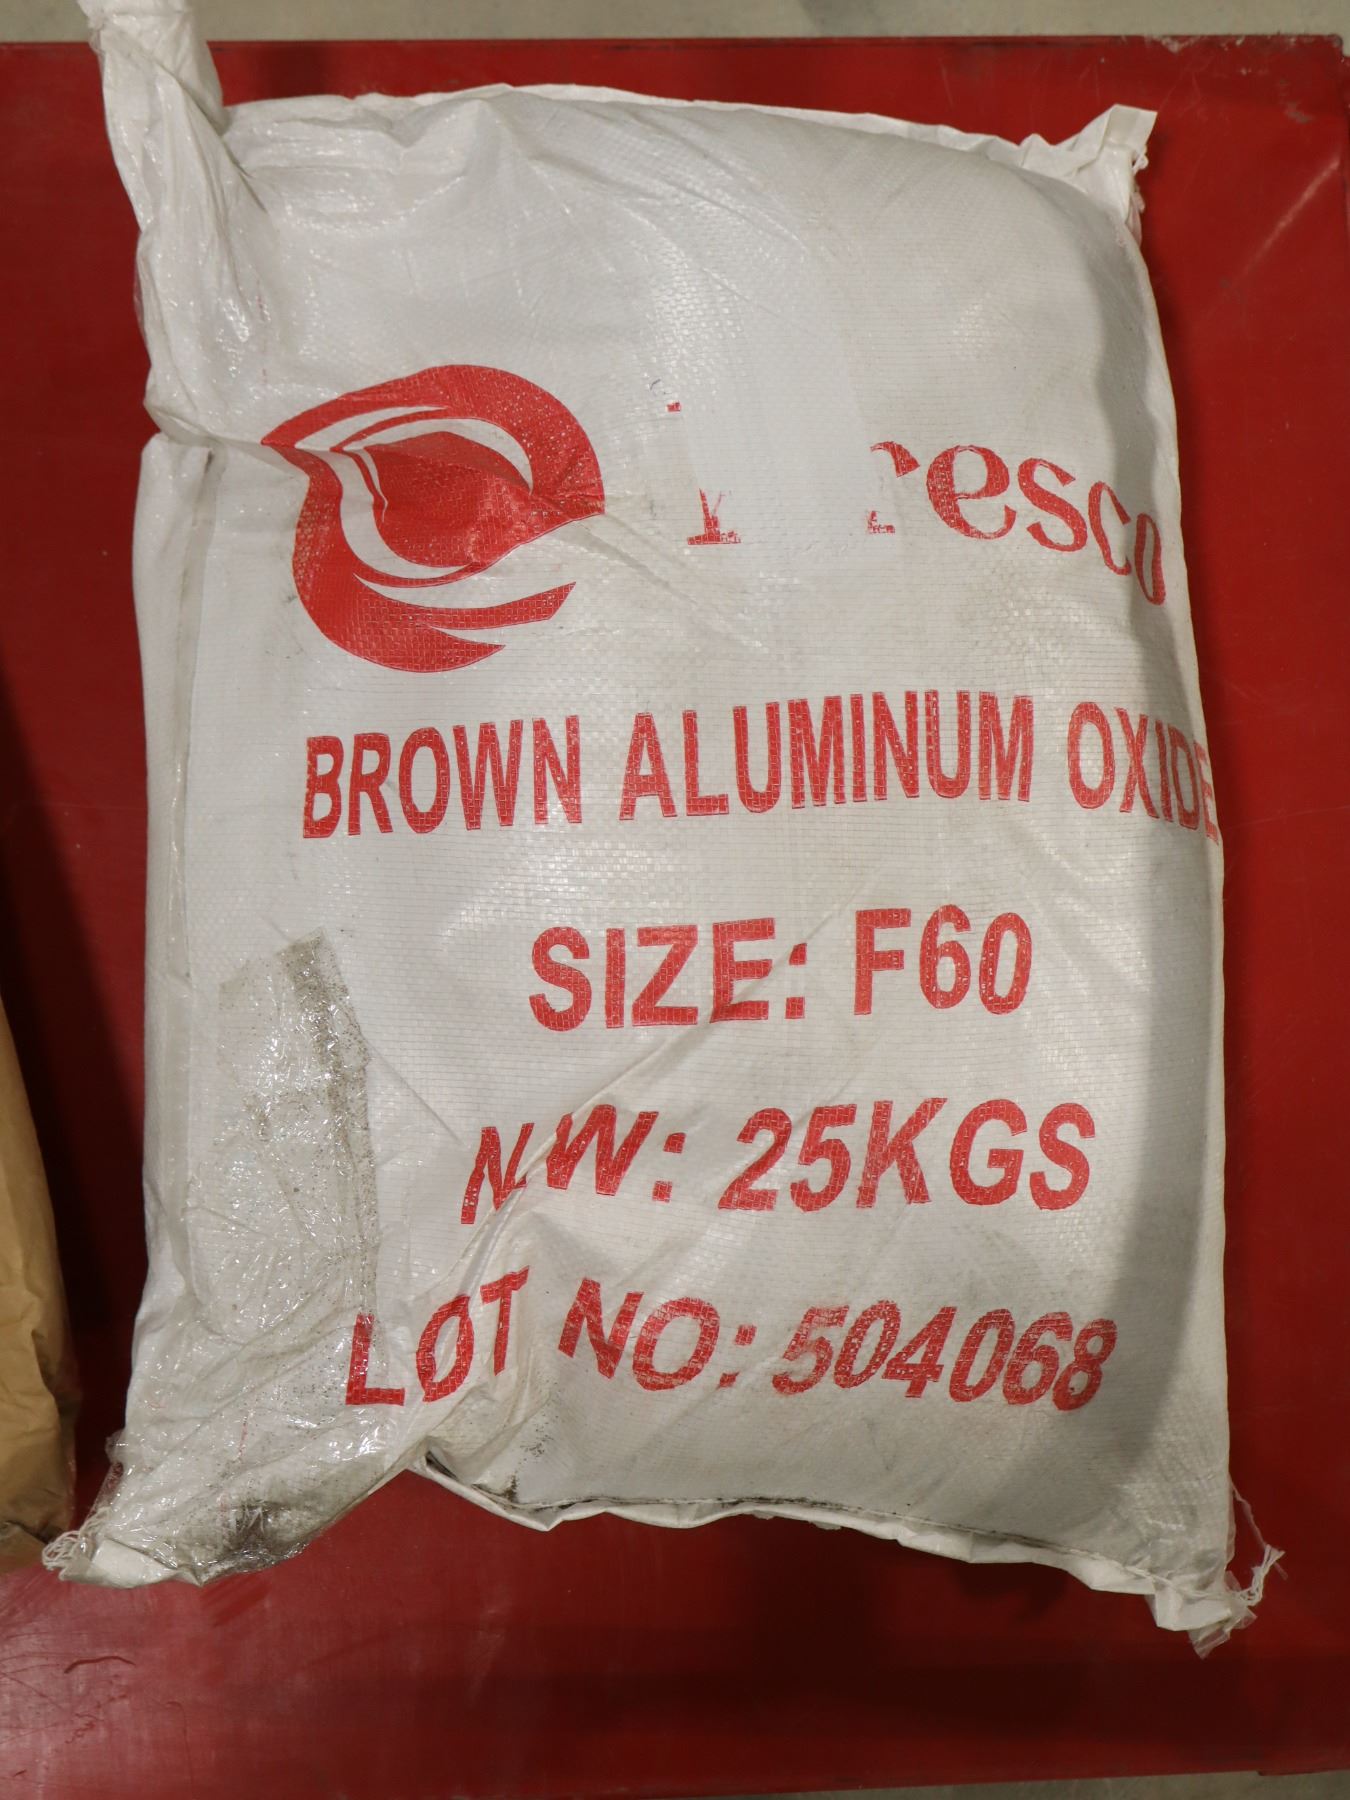 BROWN ALUMINUM OXIDE
SIZE: F60
N.W: 25KGS
LOT NO: 504068